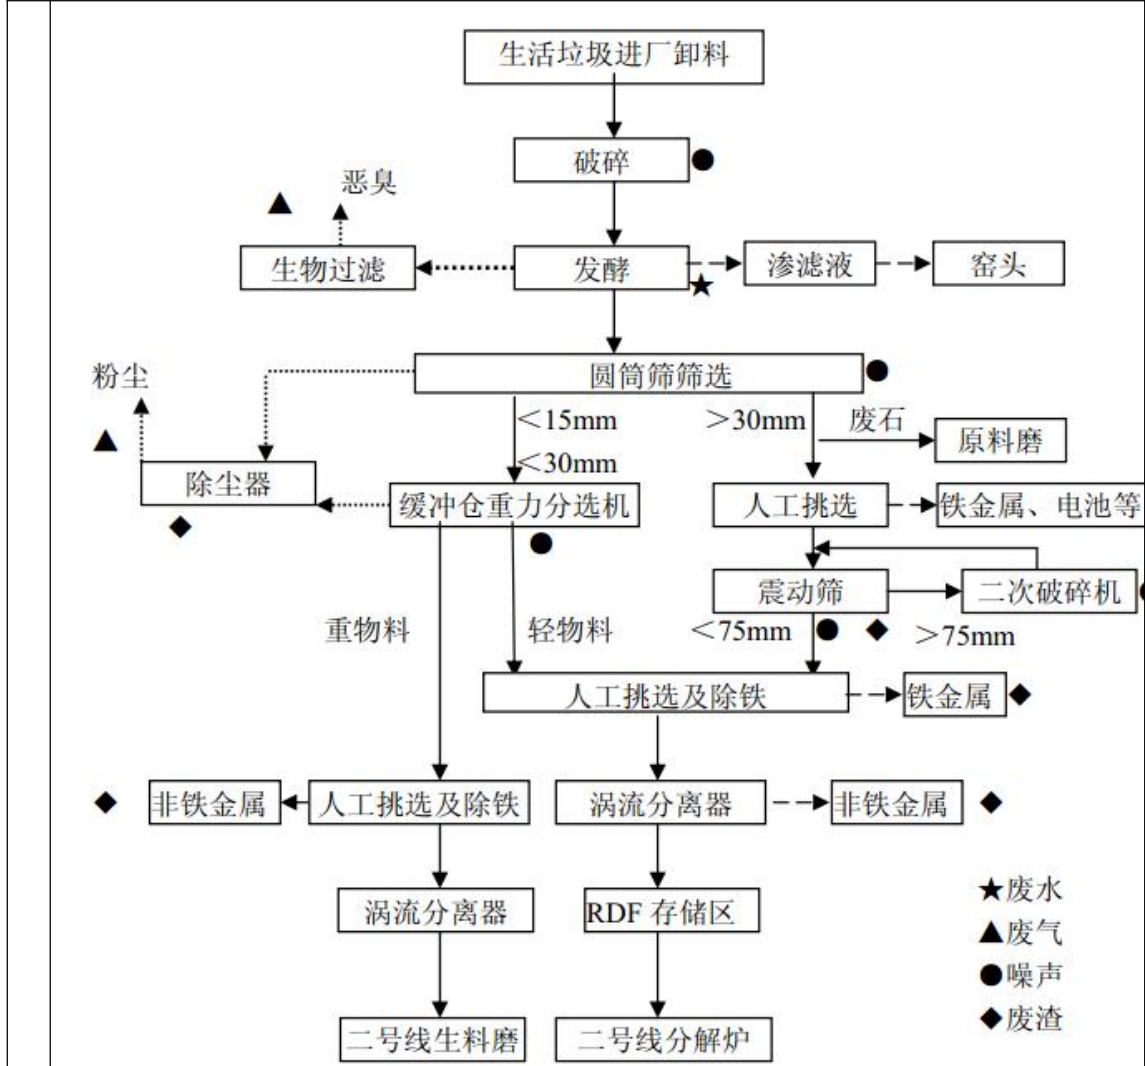 生活垃圾进厂卸料
破碎
恶臭
生物过滤
发酵
渗滤液
窑头
粉尘
圆筒筛筛选
＜15mm
＞30mm
废石
原料磨
＜30mm
除尘器
缓冲仓重力分选机
人工挑选
铁金属、电池等
震动筛
二次破碎机
重物料
轻物料
＜75mm
＞75mm
人工挑选及除铁
铁金属
非铁金属
人工挑选及除铁
涡流分离器
非铁金属
涡流分离器
RDF 存储区
★废水
▲废气
●噪声
◆废渣
二号线生料磨
二号线分解炉